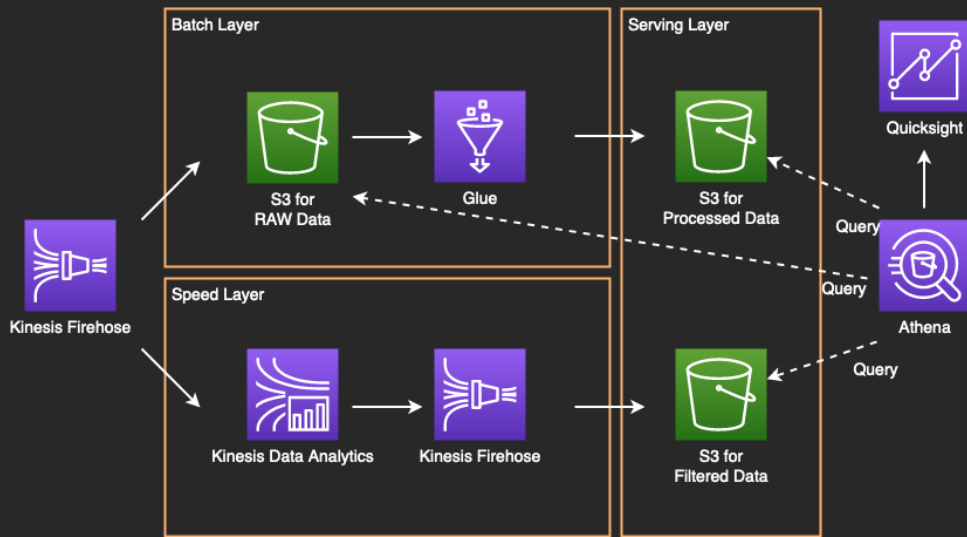 Batch Layer
Serving Layer
Quicksight
S3 for
RAW Data
Glue
S3 for
Processed Data
Query
Kinesis Firehose
Speed Layer
Query
Athena
Query
Kinesis Data Analytics
Kinesis Firehose
S3 for
Filtered Data